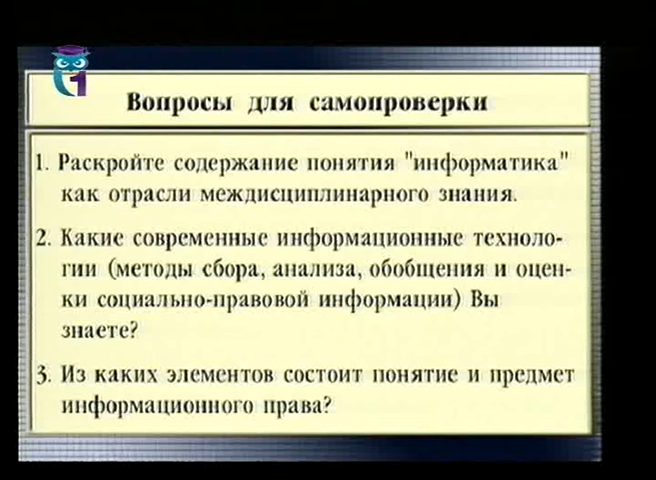 1
Вопросы для самопроверки
1. Раскройте содержание понятия "информатика"
как отрасли междисциплинарного знания.
2. Какие современные информационные техноло-
гии (методы сбора, анализа, обобщения и оцен-
ки социально-правовой информации) Вы
знаете?
3. Из каких элементов состоит понятие и предмет
информационного права?